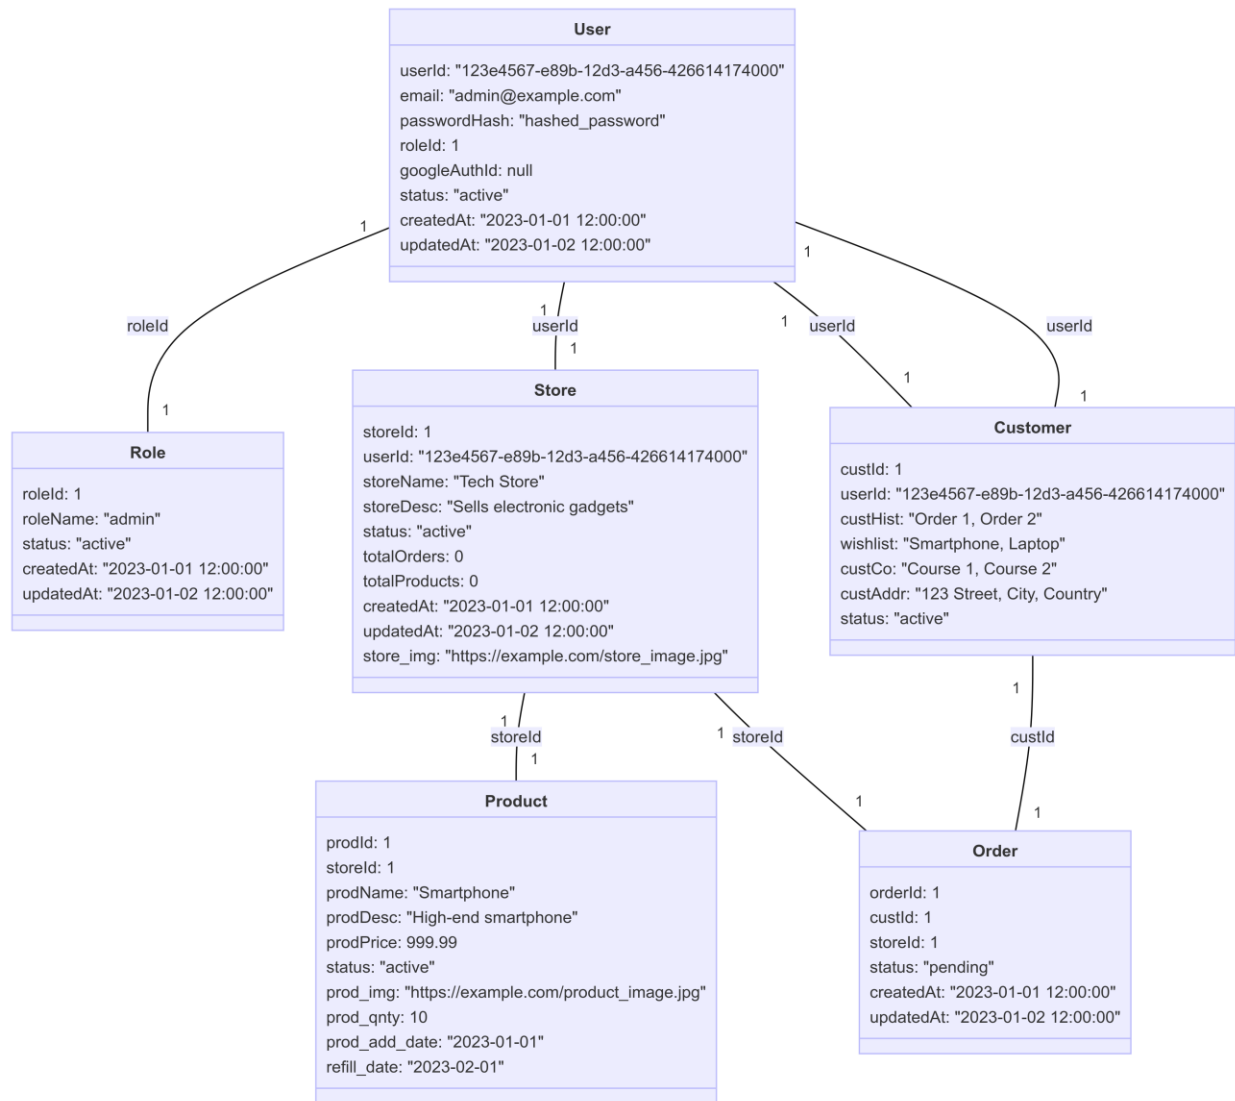 User
userId: "123e4567-e89b-12d3-a456-426614174000"
email: "admin@example.com"
passwordHash: "hashed_password"
roleId: 1
googleAuthId: null
status: "active"
createdAt: "2023-01-01 12:00:00"
updatedAt: "2023-01-02 12:00:00"
1
1
1
1
roleId
userId
userId
userId
1
1
1
1
Role
roleId: 1
roleName: "admin"
status: "active"
createdAt: "2023-01-01 12:00:00"
updatedAt: "2023-01-02 12:00:00"
Store
storeId: 1
userId: "123e4567-e89b-12d3-a456-426614174000"
storeName: "Tech Store"
storeDesc: "Sells electronic gadgets"
status: "active"
totalOrders: 0
totalProducts: 0
createdAt: "2023-01-01 12:00:00"
updatedAt: "2023-01-02 12:00:00"
store_img: "https://example.com/store_image.jpg"
Customer
custId: 1
userId: "123e4567-e89b-12d3-a456-426614174000"
custHist: "Order 1, Order 2"
wishlist: "Smartphone, Laptop"
custCo: "Course 1, Course 2"
custAddr: "123 Street, City, Country"
status: "active"
1
1
1
storeId
storeId
custId
1
1
1
Product
prodId: 1
storeId: 1
prodName: "Smartphone"
prodDesc: "High-end smartphone"
prodPrice: 999.99
status: "active"
prod_img: "https://example.com/product_image.jpg"
prod_qnty: 10
prod_add_date: "2023-01-01"
refill_date: "2023-02-01"
Order
orderId: 1
custId: 1
storeId: 1
status: "pending"
createdAt: "2023-01-01 12:00:00"
updatedAt: "2023-01-02 12:00:00"